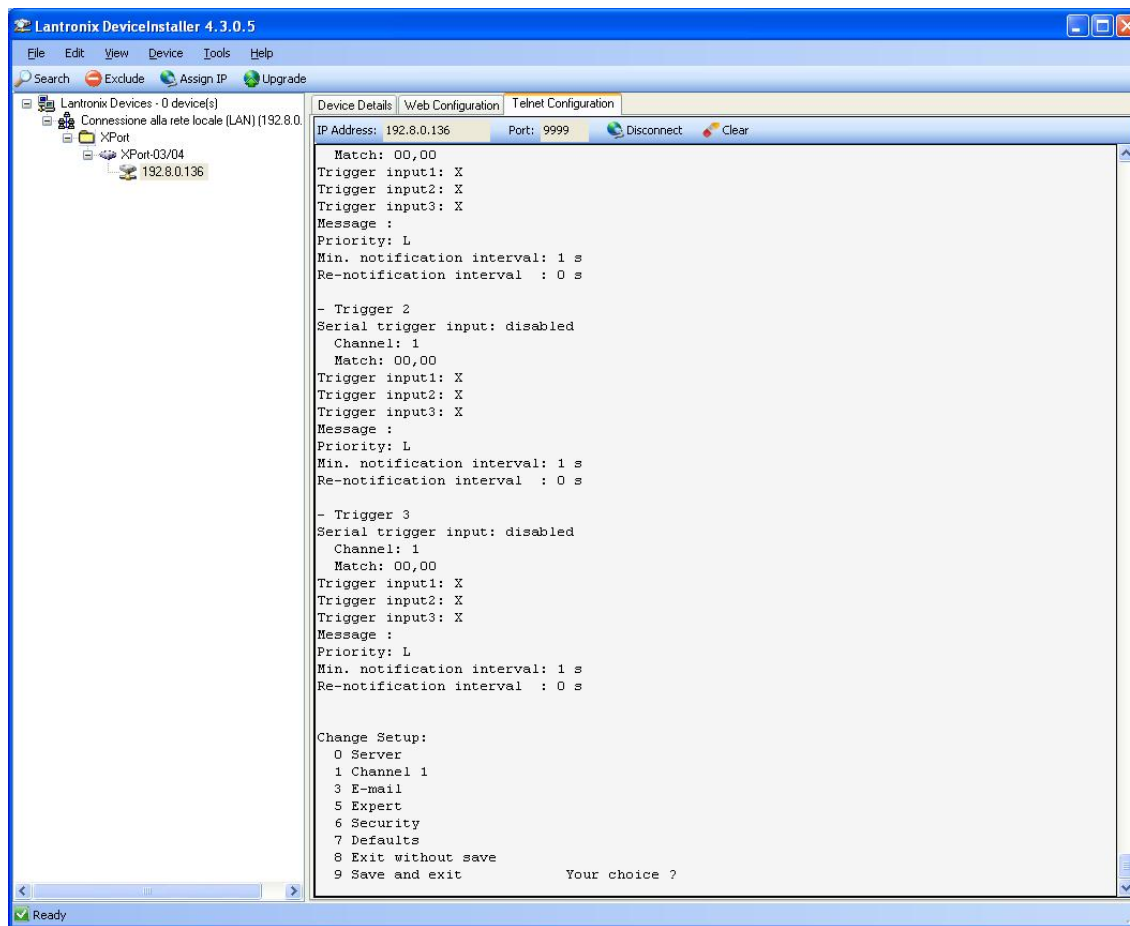 Lantronix DeviceInstaller 4.3.0.5
File Edit View Device Tools Help
Search Exclude Assign IP Upgrade
Lantronix Devices - 0 device(s)
Connessione alla rete locale (LAN) (192.8.0.
XPort
XPort-03/04
192.8.0.136
Device Details Web Configuration Telnet Configuration
IP Address: 192.8.0.136 Port: 9999 Disconnect Clear
Match: 00,00
Trigger input1: X
Trigger input2: X
Trigger input3: X
Message :
Priority: L
Min. notification interval: 1 s
Re-notification interval : 0 s
- Trigger 2
Serial trigger input: disabled
Channel: 1
Match: 00,00
Trigger input1: X
Trigger input2: X
Trigger input3: X
Message :
Priority: L
Min. notification interval: 1 s
Re-notification interval : 0 s
- Trigger 3
Serial trigger input: disabled
Channel: 1
Match: 00,00
Trigger input1: X
Trigger input2: X
Trigger input3: X
Message :
Priority: L
Min. notification interval: 1 s
Re-notification interval : 0 s
Change Setup:
0 Server
1 Channel 1
3 E-mail
5 Expert
6 Security
7 Defaults
8 Exit without save
9 Save and exit Your choice ?
Ready